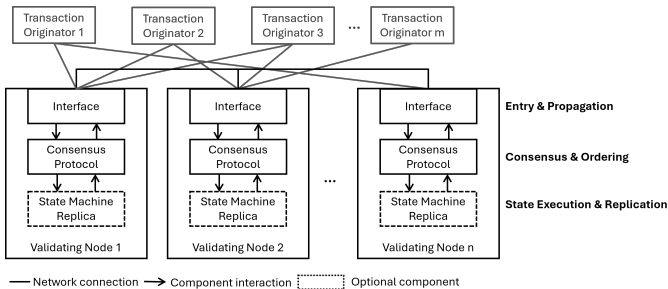 Transaction
Originator 1
Transaction
Originator 2
Transaction
Originator 3
...
Transaction
Originator m
Interface
Interface
Interface
Entry & Propagation
Consensus
Protocol
Consensus
Protocol
Consensus
Protocol
Consensus & Ordering
...
State Machine
Replica
State Machine
Replica
State Machine
Replica
State Execution & Replication
Validating Node 1
Validating Node 2
Validating Node n
Network connection
Component interaction
Optional component